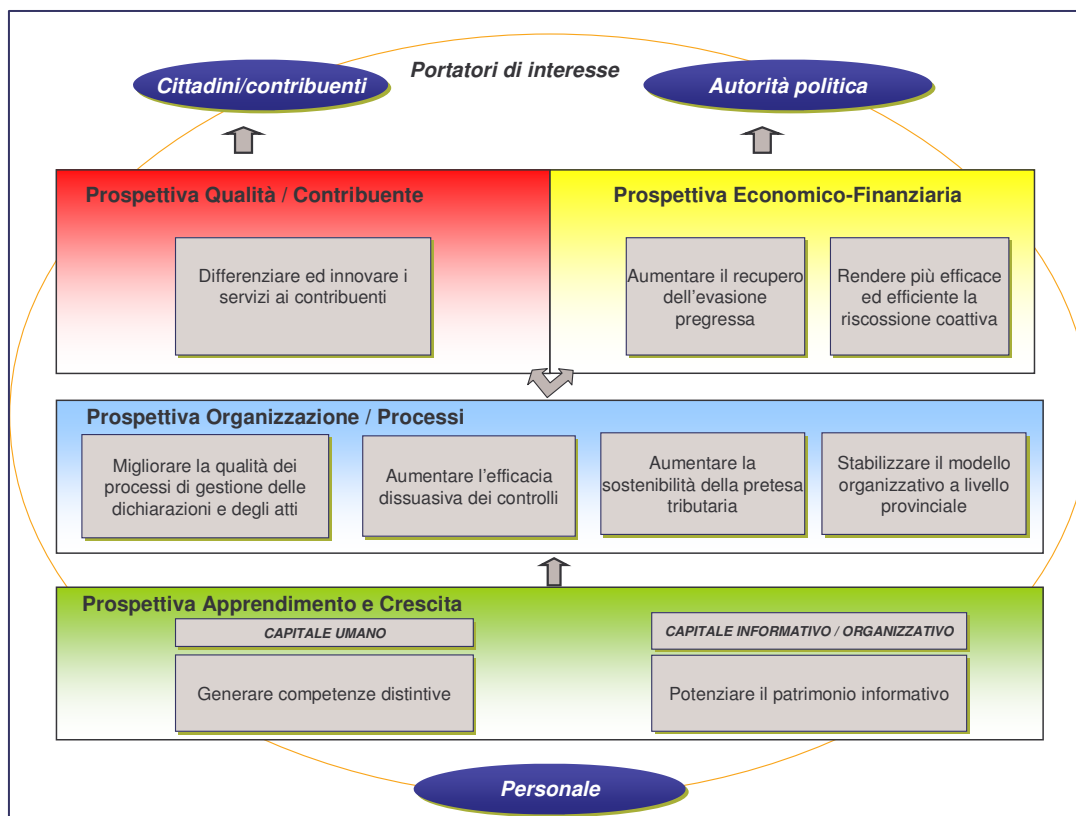 Portatori di interesse
Cittadini/contribuenti
Autorità politica
Prospettiva Qualità / Contribuente
Differenziare ed innovare i
servizi ai contribuenti
Prospettiva Economico-Finanziaria
Aumentare il recupero
dell'evasione
pregressa
Rendere più efficace
ed efficiente la
riscossione coattiva
Prospettiva Organizzazione / Processi
Migliorare la qualità dei
processi di gestione delle
dichiarazioni e degli atti
Aumentare l'efficacia
dissuasiva dei controlli
Aumentare la
sostenibilità della pretesa
tributaria
Stabilizzare il modello
organizzativo a livello
provinciale
Prospettiva Apprendimento e Crescita
CAPITALE UMANO
Generare competenze distintive
CAPITALE INFORMATIVO / ORGANIZZATIVO
Potenziare il patrimonio informativo
Personale